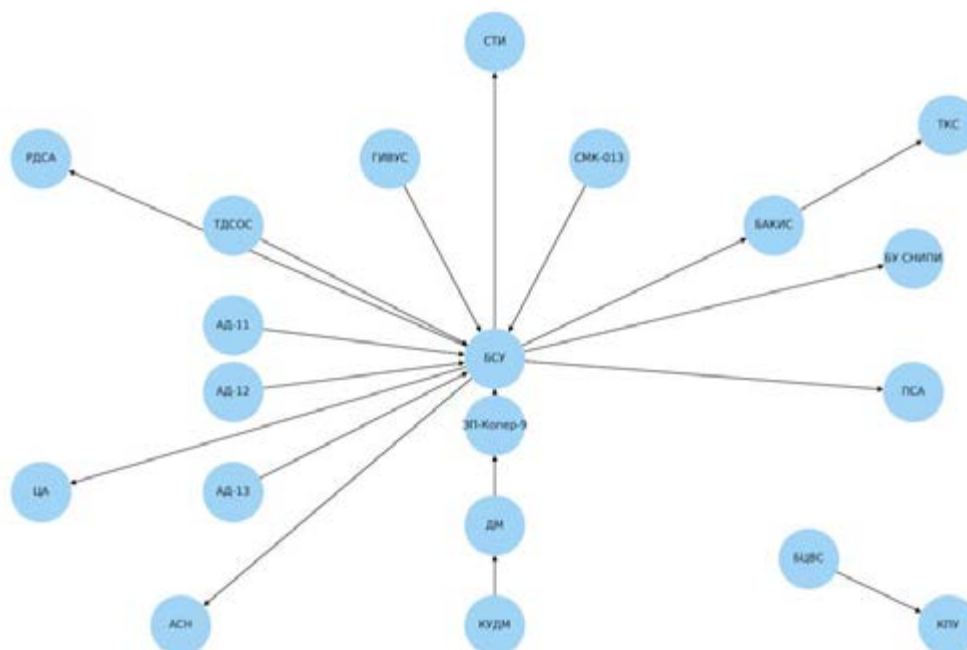 СТИ
ТКС
РДСА
ГИВУС
СМК-013
ТДСОС
БАКИС
БУ СНИПИ
АД-11
БСУ
АД-12
ПСА
ЗП-Копер-9
ЦА
АД-13
ДМ
БЦВС
АСН
КУДМ
КПУ